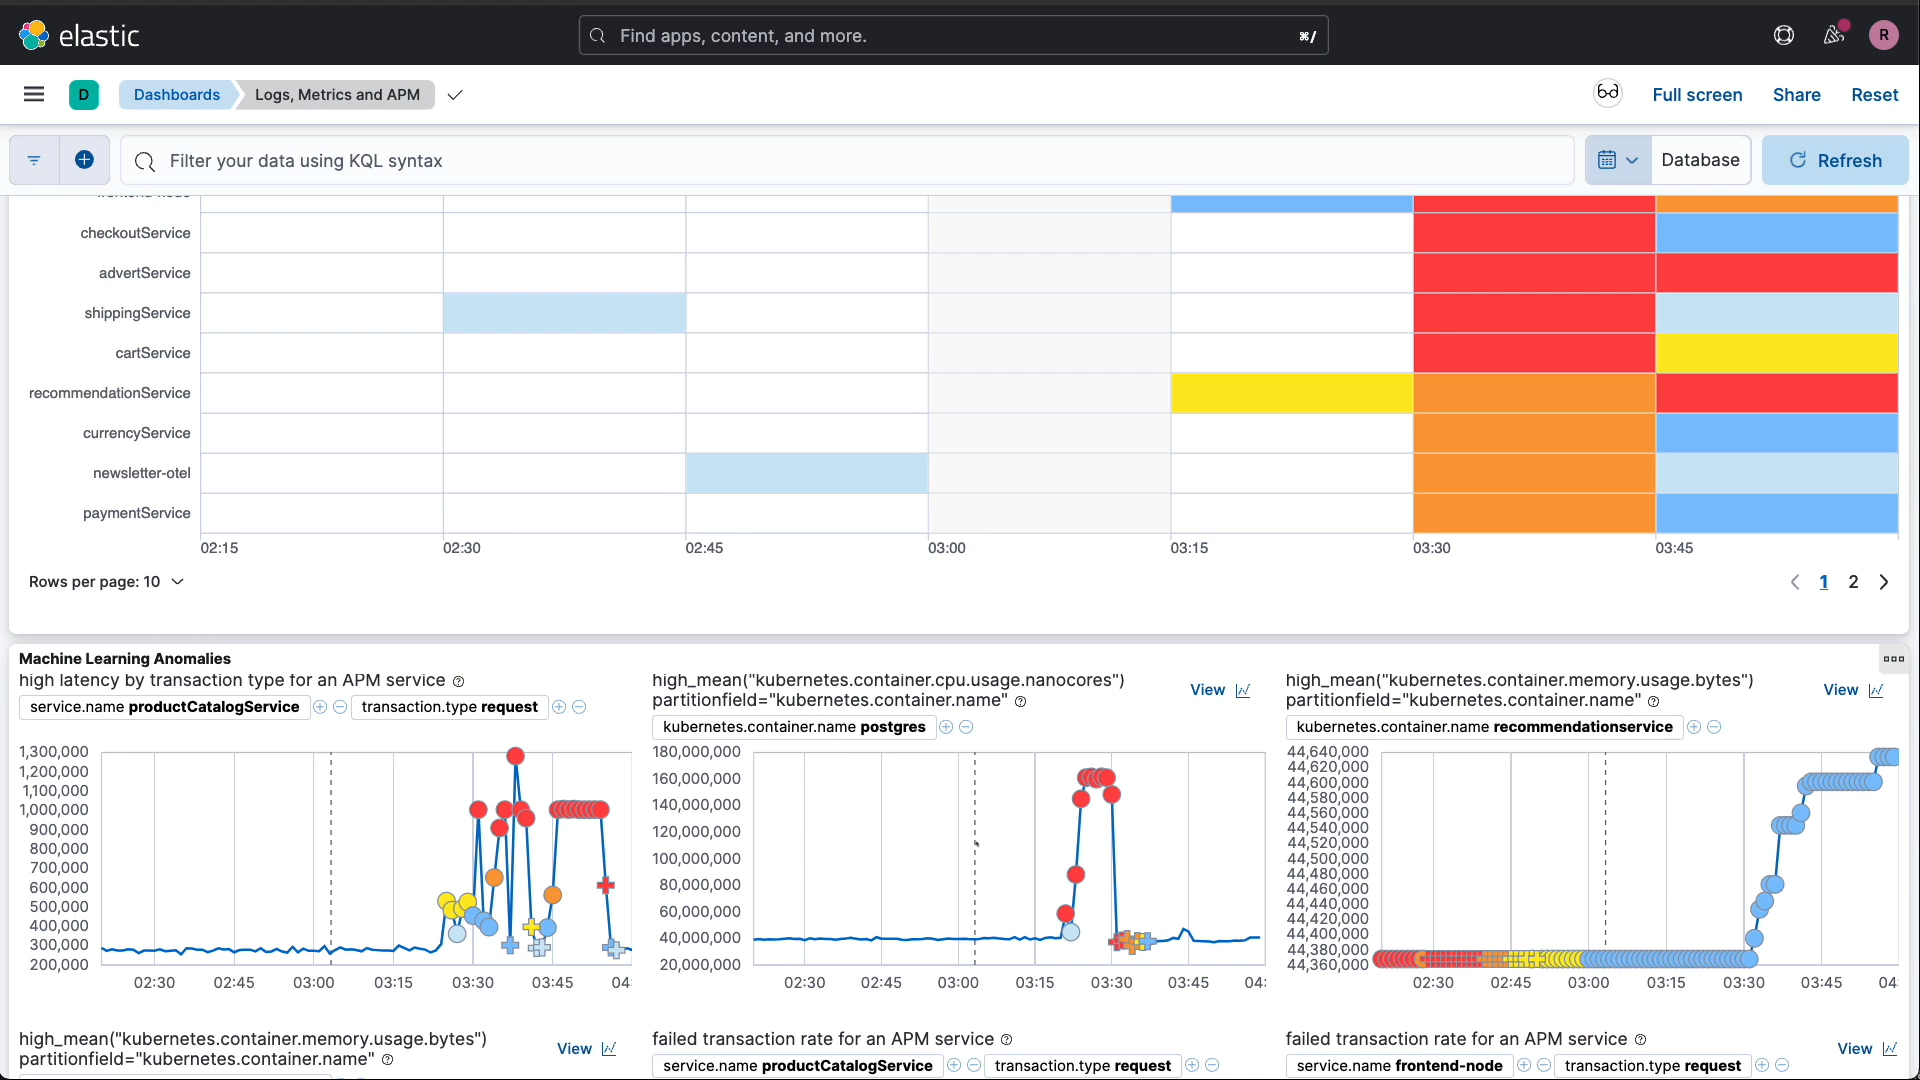 elastic
Find apps, content, and more.
⌘/
R
D
Dashboards
Logs, Metrics and APM
Full screen
Share
Reset
Filter your data using KQL syntax
Database
Refresh
checkoutService
advertService
shippingService
cartService
recommendationService
currencyService
newsletter-otel
paymentService
02:15 02:30 02:45 03:00 03:15 03:30 03:45
Rows per page: 10
1 2
Machine Learning Anomalies
high latency by transaction type for an APM service
service.name productCatalogService
transaction.type request
1,300,000
1,200,000
1,100,000
1,000,000
900,000
800,000
700,000
600,000
500,000
400,000
300,000
200,000
02:30 02:45 03:00 03:15 03:30 03:45 04:
high_mean("kubernetes.container.cpu.usage.nanocores")
partitionfield="kubernetes.container.name"
View
kubernetes.container.name postgres
180,000,000
160,000,000
140,000,000
120,000,000
100,000,000
80,000,000
60,000,000
40,000,000
20,000,000
02:30 02:45 03:00 03:15 03:30 03:45 04:
high_mean("kubernetes.container.memory.usage.bytes")
partitionfield="kubernetes.container.name"
View
kubernetes.container.name recommendationservice
44,640,000
44,620,000
44,600,000
44,580,000
44,560,000
44,540,000
44,520,000
44,500,000
44,480,000
44,460,000
44,440,000
44,420,000
44,400,000
44,380,000
44,360,000
02:30 02:45 03:00 03:15 03:30 03:45 04:
high_mean("kubernetes.container.memory.usage.bytes")
partitionfield="kubernetes.container.name"
View
failed transaction rate for an APM service
service.name productCatalogService
transaction.type request
failed transaction rate for an APM service
View
service.name frontend-node
transaction.type request